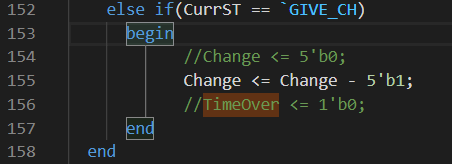 152 else if(CurrST == `GIVE_CH)
153 begin
154 //Change <= 5'b0;
155 Change <= Change - 5'b1;
156 //TimeOver <= 1'b0;
157 end
158 end